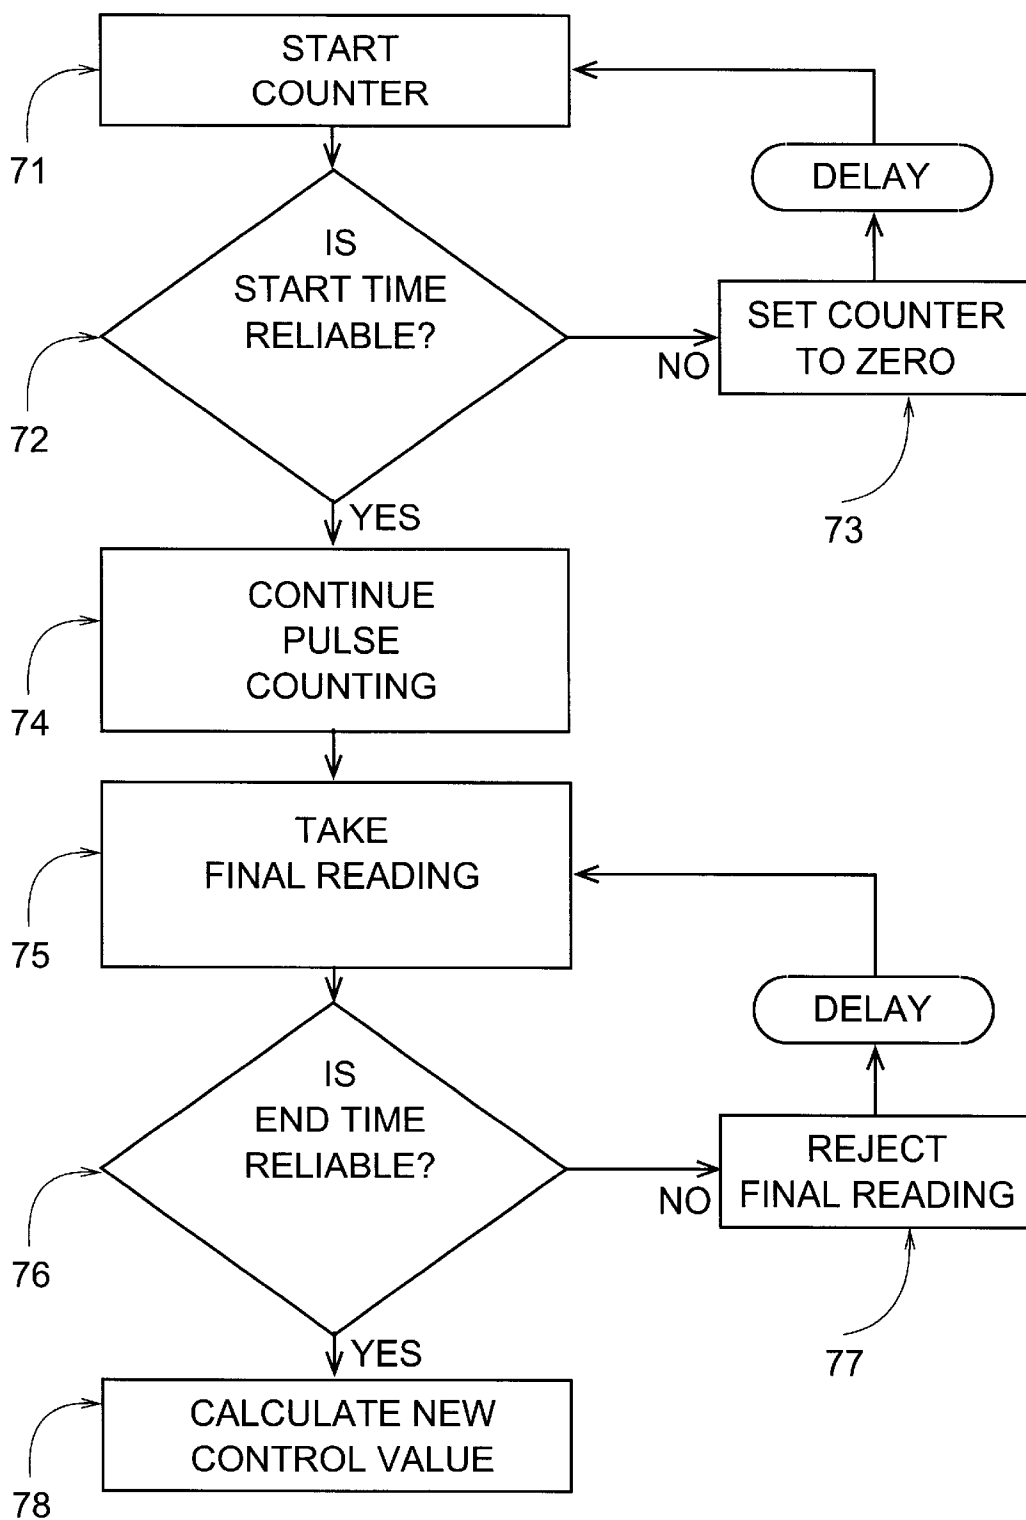 START
COUNTER
71
DELAY
IS
START TIME
RELIABLE?
SET COUNTER
TO ZERO
NO
72
73
YES
CONTINUE
PULSE
COUNTING
74
TAKE
FINAL READING
75
DELAY
IS
END TIME
RELIABLE?
REJECT
FINAL READING
NO
76
77
YES
CALCULATE NEW
CONTROL VALUE
78